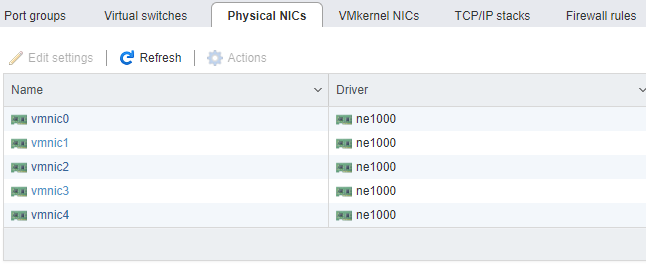 Port groups Virtual switches Physical NICs VMkernel NICs TCP/IP stacks Firewall rules
Edit settings Refresh Actions
Name Driver
vmnic0 ne1000
vmnic1 ne1000
vmnic2 ne1000
vmnic3 ne1000
vmnic4 ne1000